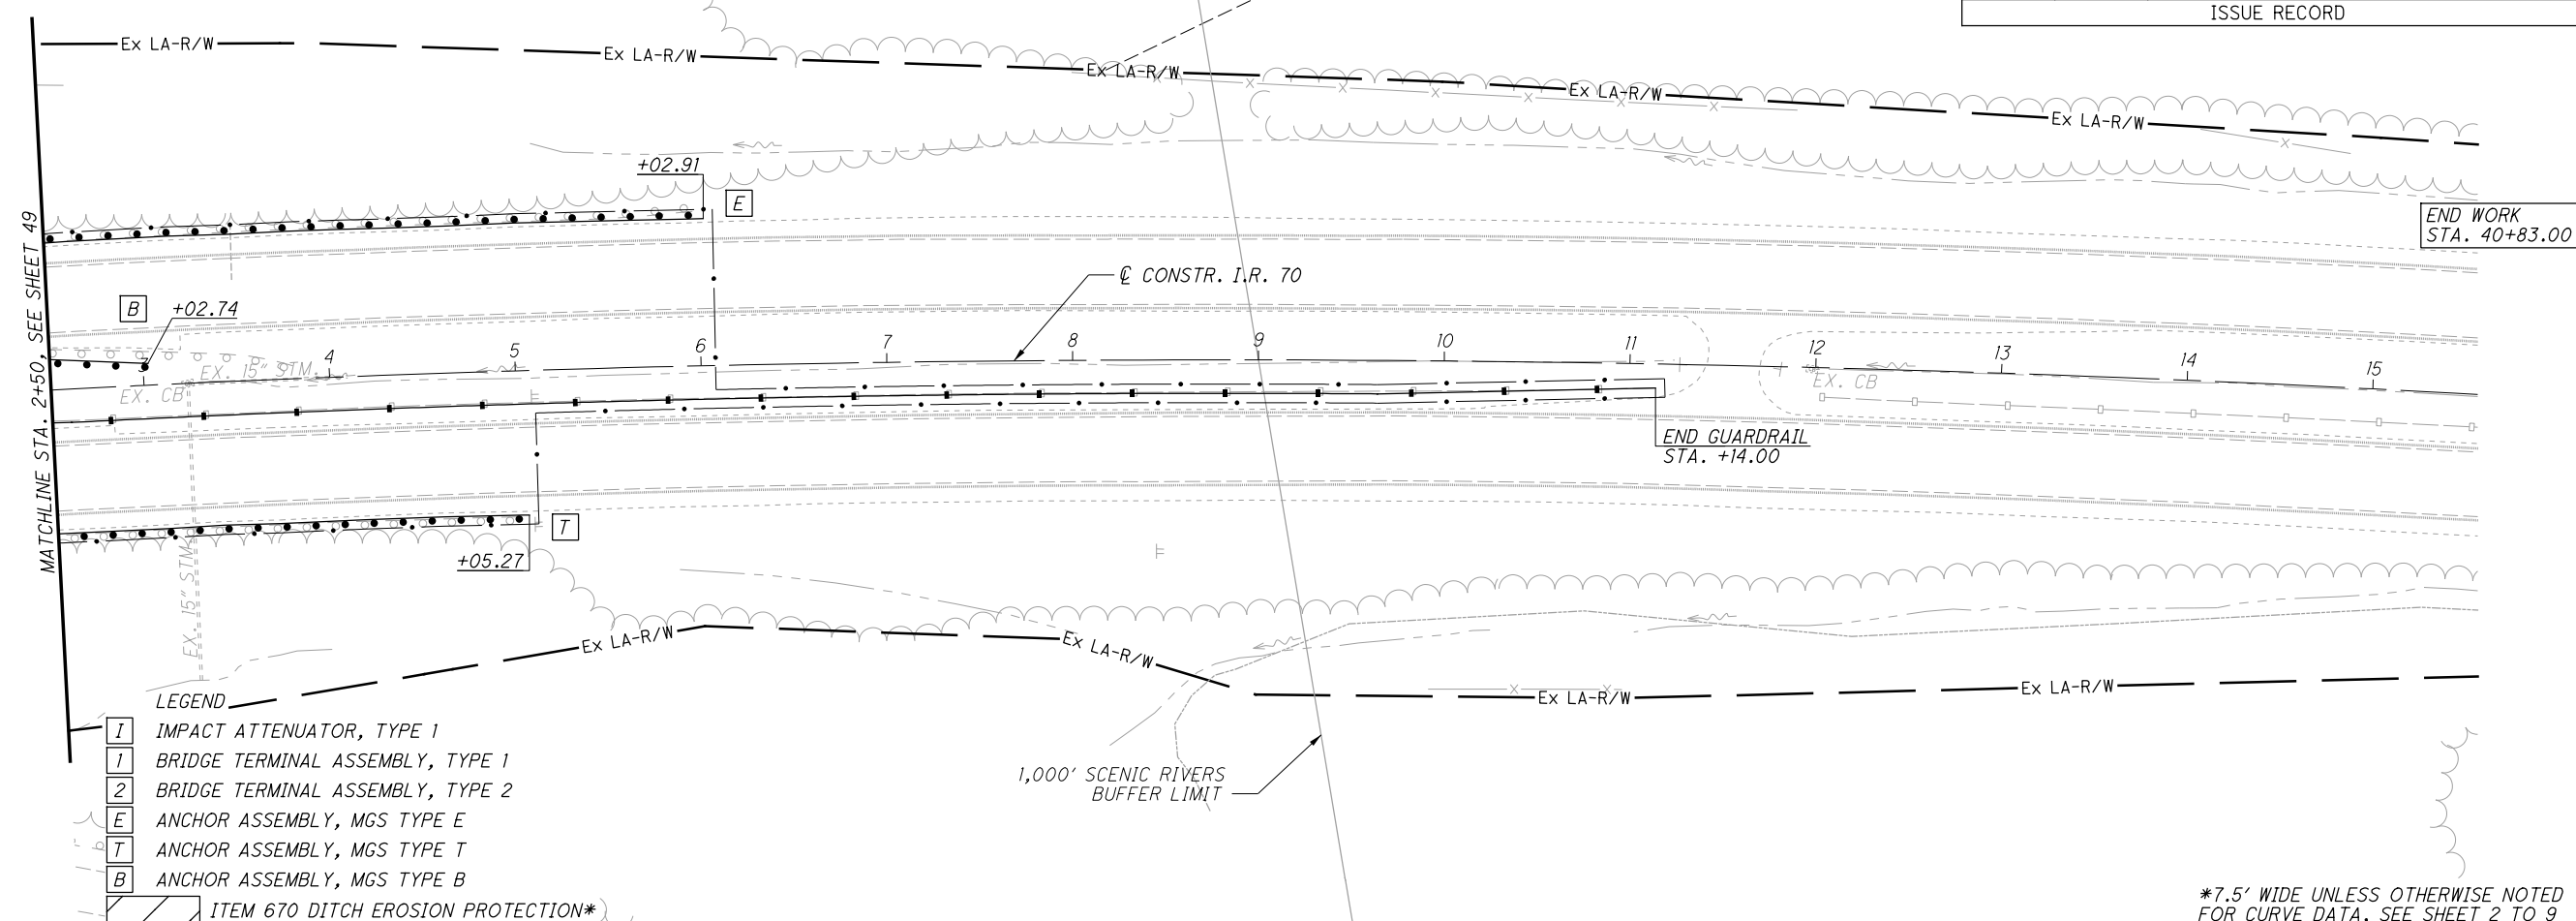 ISSUE RECORD
Ex LA-R/W
Ex LA-R/W
Ex LA-R/W
Ex LA-R/W
Ex LA-R/W
+02.91
E
END WORK
STA. 40+83.00
MATCHLINE STA. 2+50, SEE SHEET 49
℄ CONSTR. I.R. 70
B
+02.74
3
4
5
6
7
8
9
10
11
12
13
14
15
EX. 15" STM.
EX. CB
EX. CB
END GUARDRAIL
STA. +14.00
T
+05.27
EX. 15" STM.
Ex LA-R/W
Ex LA-R/W
Ex LA-R/W
Ex LA-R/W
1,000' SCENIC RIVERS
BUFFER LIMIT
LEGEND
I IMPACT ATTENUATOR, TYPE 1
1 BRIDGE TERMINAL ASSEMBLY, TYPE 1
2 BRIDGE TERMINAL ASSEMBLY, TYPE 2
E ANCHOR ASSEMBLY, MGS TYPE E
T ANCHOR ASSEMBLY, MGS TYPE T
B ANCHOR ASSEMBLY, MGS TYPE B
ITEM 670 DITCH EROSION PROTECTION*
*7.5' WIDE UNLESS OTHERWISE NOTED
FOR CURVE DATA, SEE SHEET 2 TO 9